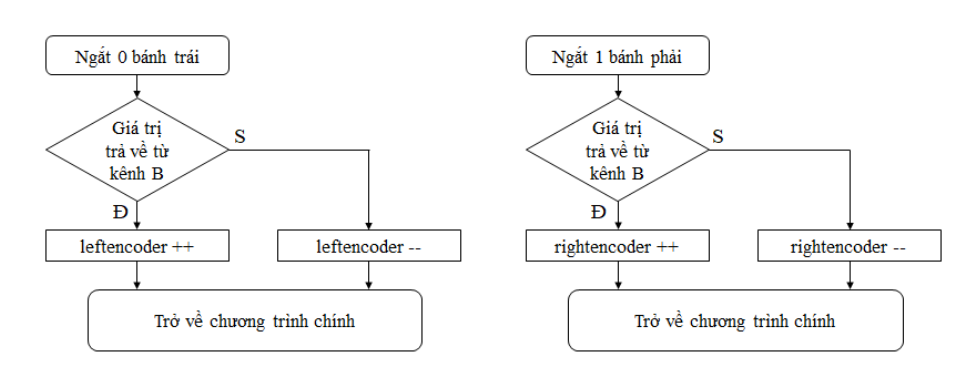 Ngắt 0 bánh trái
Giá trị
trả về từ
kênh B
S
Đ
leftencoder ++
leftencoder --
Trở về chương trình chính
Ngắt 1 bánh phải
Giá trị
trả về từ
kênh B
S
Đ
rightencoder ++
rightencoder --
Trở về chương trình chính